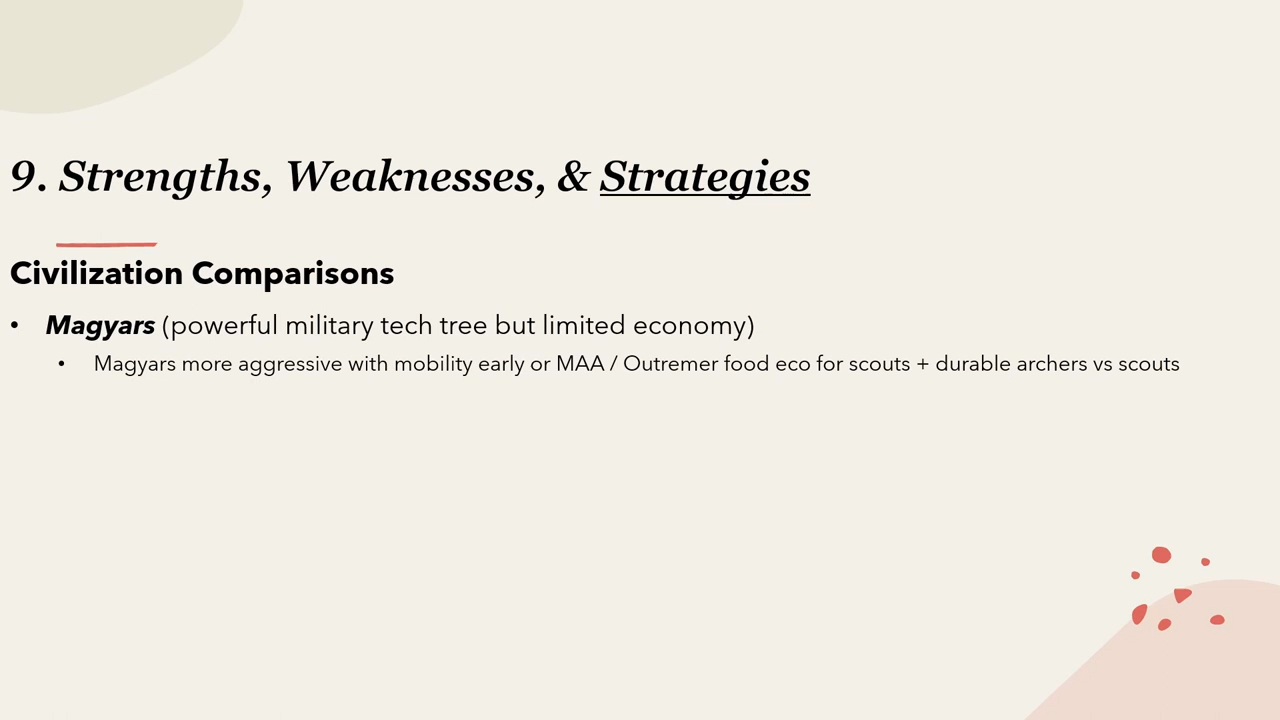 9. Strengths, Weaknesses, & Strategies
Civilization Comparisons
• Magyars (powerful military tech tree but limited economy)
• Magyars more aggressive with mobility early or MAA / Outremer food eco for scouts + durable archers vs scouts